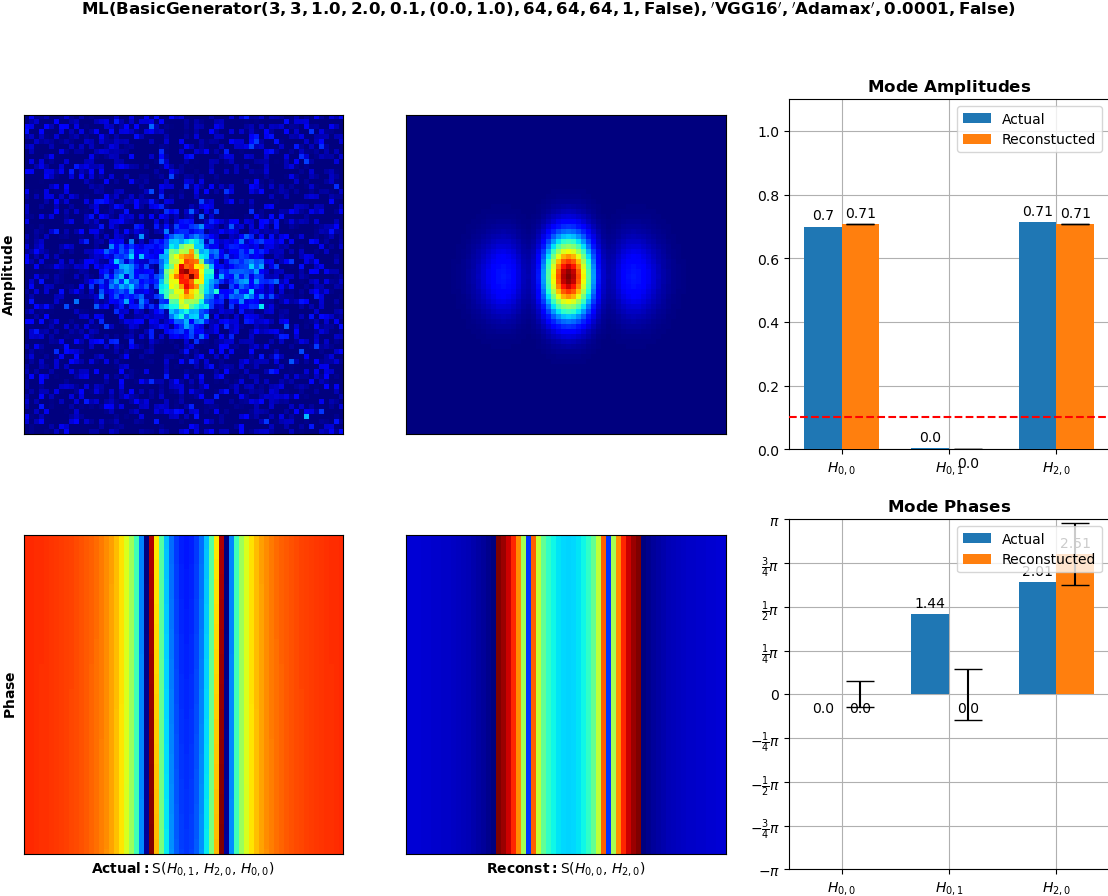 ML(BasicGenerator(3, 3, 1.0, 2.0, 0.1, (0.0, 1.0), 64, 64, 64, 1, False), ′VGG16′, ′Adamax′, 0.0001, False)
Mode Amplitudes
Actual
Reconstucted
1.0
0.8
0.6
0.4
0.2
0.0
0.7
0.71
0.0
0.0
0.71
0.71
H0,0
H0,1
H2,0
Amplitude
Mode Phases
Actual
Reconstucted
π
3/4π
1/2π
1/4π
0
−1/4π
−1/2π
−3/4π
−π
0.0
0.0
1.44
0.0
2.01
2.61
H0,0
H0,1
H2,0
Phase
Actual: S(H0,1, H2,0, H0,0)
Reconst: S(H0,0, H2,0)